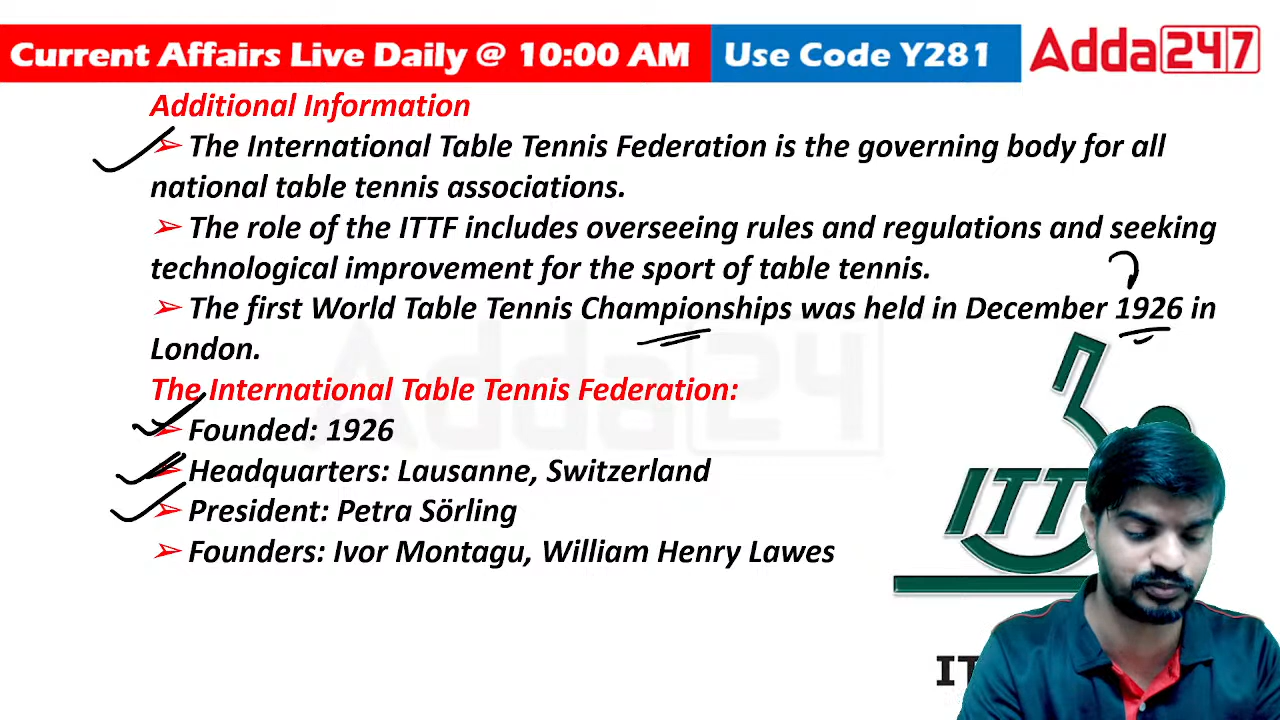 Current Affairs Live Daily @ 10:00 AM
Use Code Y281
Adda247
Additional Information
➢ The International Table Tennis Federation is the governing body for all
national table tennis associations.
➢ The role of the ITTF includes overseeing rules and regulations and seeking
technological improvement for the sport of table tennis.
➢ The first World Table Tennis Championships was held in December 1926 in
London.
The International Table Tennis Federation:
➢ Founded: 1926
➢ Headquarters: Lausanne, Switzerland
➢ President: Petra Sörling
➢ Founders: Ivor Montagu, William Henry Lawes